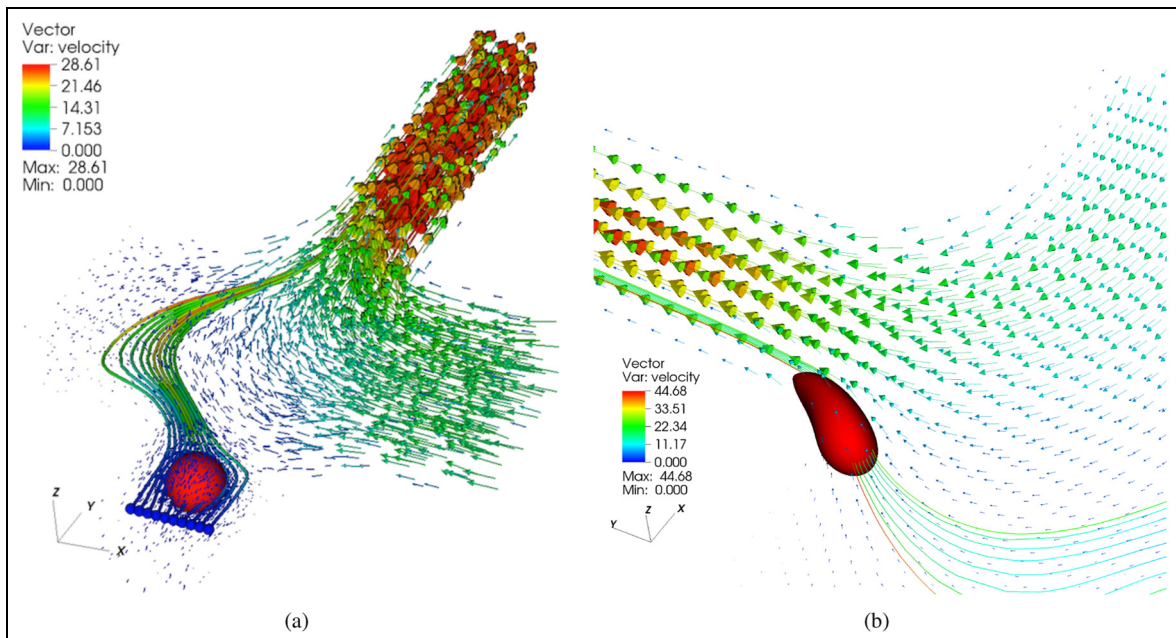 Vector
Var: velocity
28.61
21.46
14.31
7.153
0.000
Max: 28.61
Min: 0.000
Z
Y
X
(a)
Vector
Var: velocity
44.68
33.51
22.34
11.17
0.000
Max: 44.68
Min: 0.000
Y
Z
X
(b)